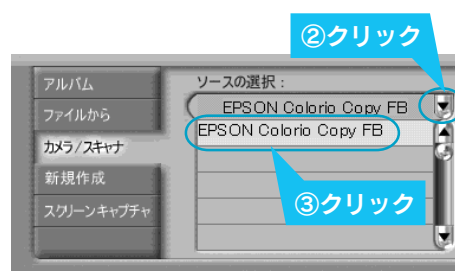 ②クリック
アルバム
ファイルから
カメラ/スキャナ
新規作成
スクリーンキャプチャ
ソースの選択：
EPSON Colorio Copy FB
EPSON Colorio Copy FB
③クリック